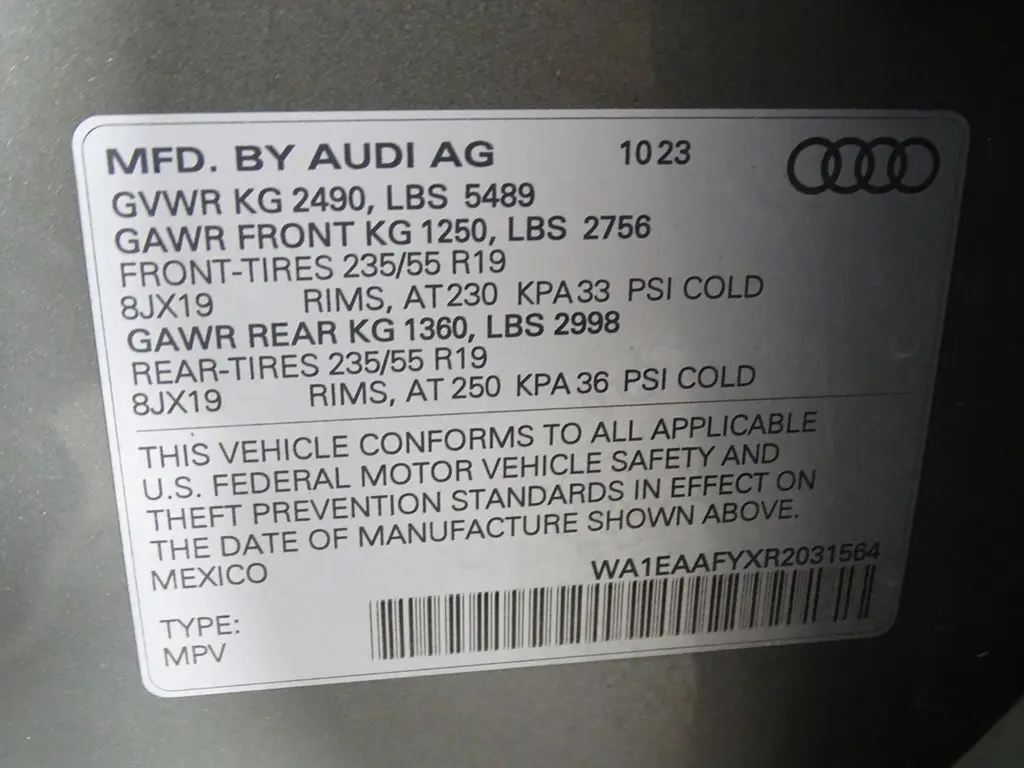 MFD. BY AUDI AG 10 23
GVWR KG 2490, LBS 5489
GAWR FRONT KG 1250, LBS 2756
FRONT-TIRES 235/55 R19
8JX19 RIMS, AT 230 KPA 33 PSI COLD
GAWR REAR KG 1360, LBS 2998
REAR-TIRES 235/55 R19
8JX19 RIMS, AT 250 KPA 36 PSI COLD
THIS VEHICLE CONFORMS TO ALL APPLICABLE
U.S. FEDERAL MOTOR VEHICLE SAFETY AND
THEFT PREVENTION STANDARDS IN EFFECT ON
THE DATE OF MANUFACTURE SHOWN ABOVE.
MEXICO WA1EAAFYXR2031564
TYPE:
MPV